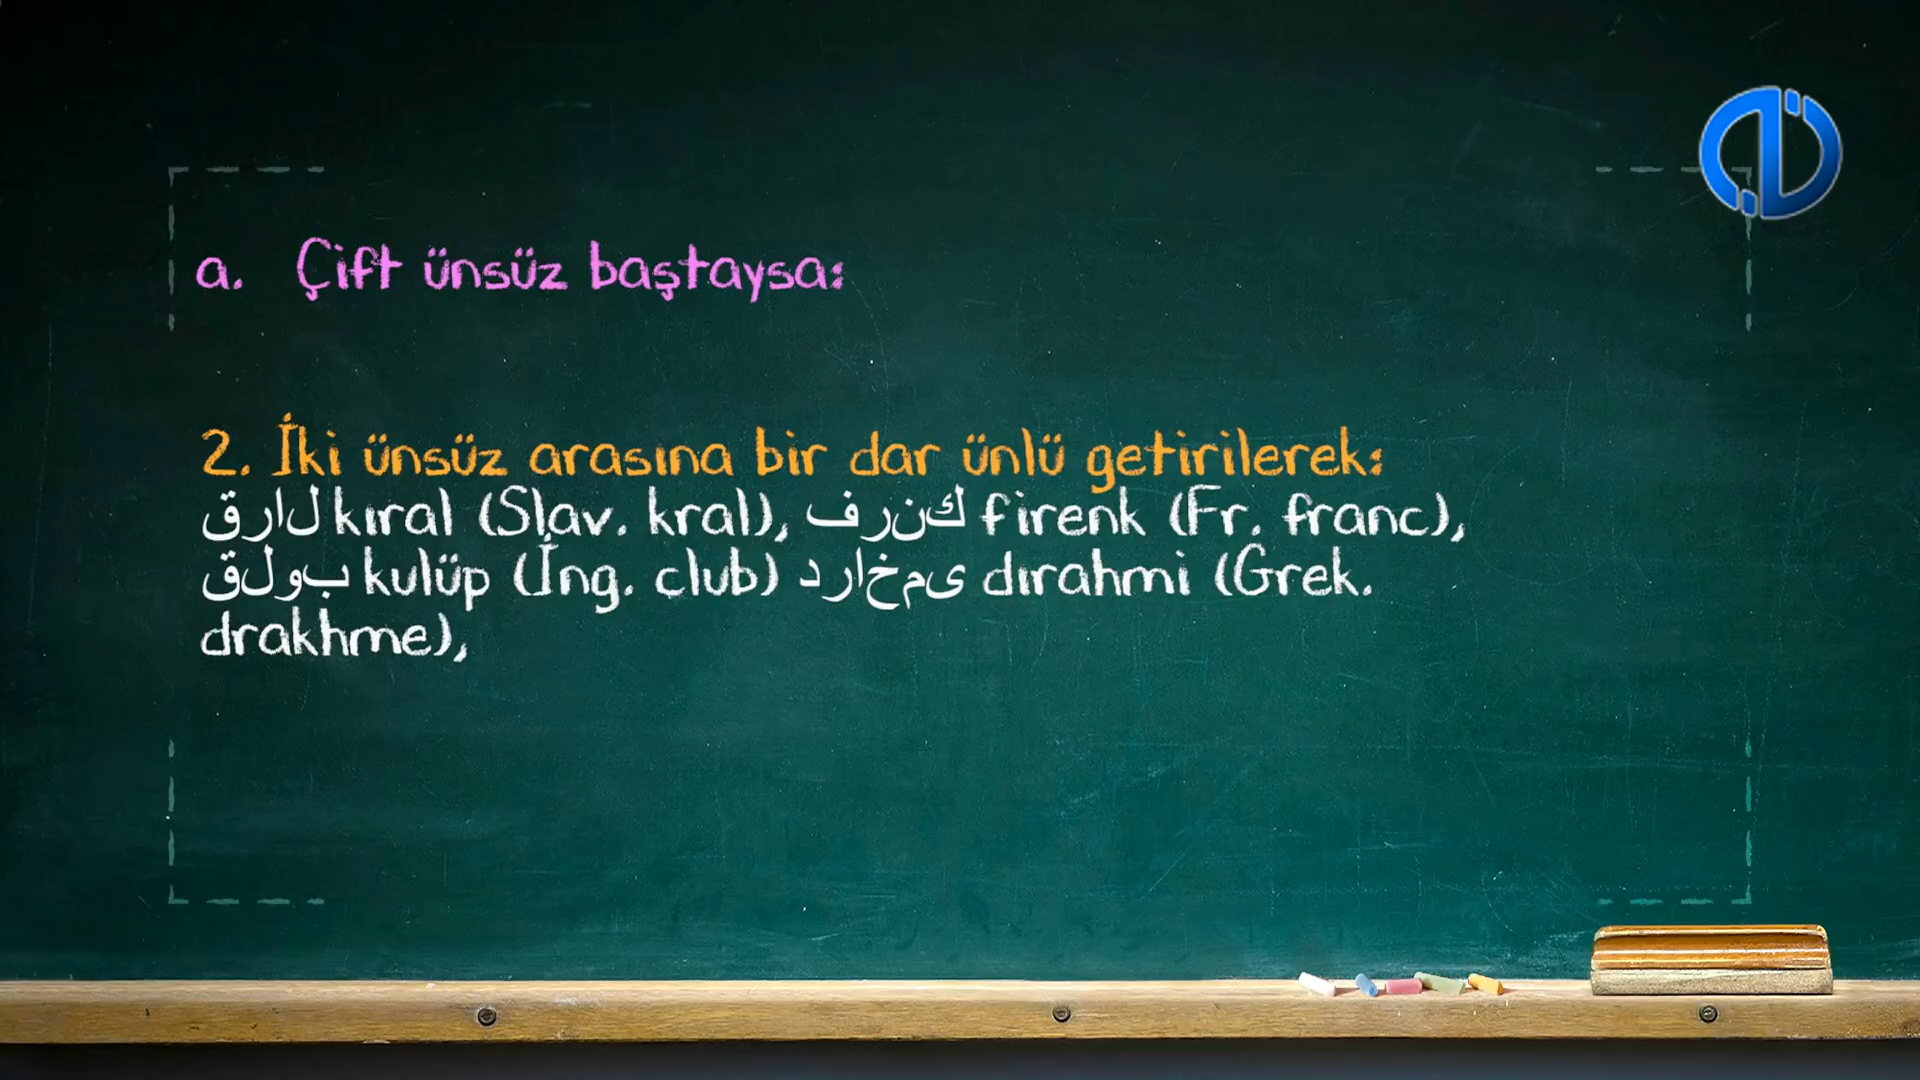 a. Çift ünsüz baştaysa:
2. İki ünsüz arasına bir dar ünlü getirilerek:
قرال kıral (Slav. kral), فرنك firenk (Fr. franc),
قلوب kulüp (İng. club) دراخمى dırahmi (Grek.
drakhme),